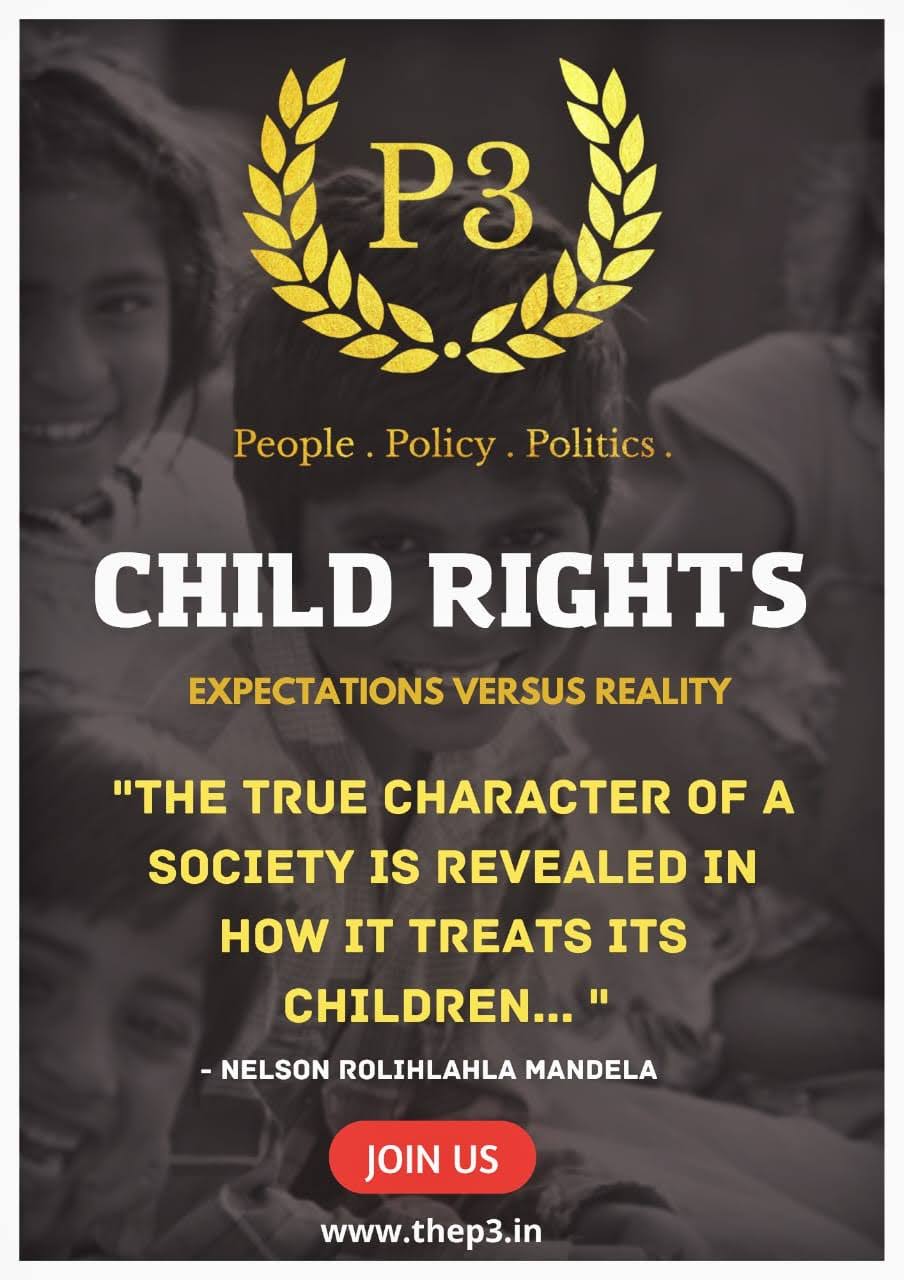 P3
People . Policy . Politics .
CHILD RIGHTS
EXPECTATIONS VERSUS REALITY
"THE TRUE CHARACTER OF A
SOCIETY IS REVEALED IN
HOW IT TREATS ITS
CHILDREN... "
- NELSON ROLIHLAHLA MANDELA
JOIN US
www.thep3.in